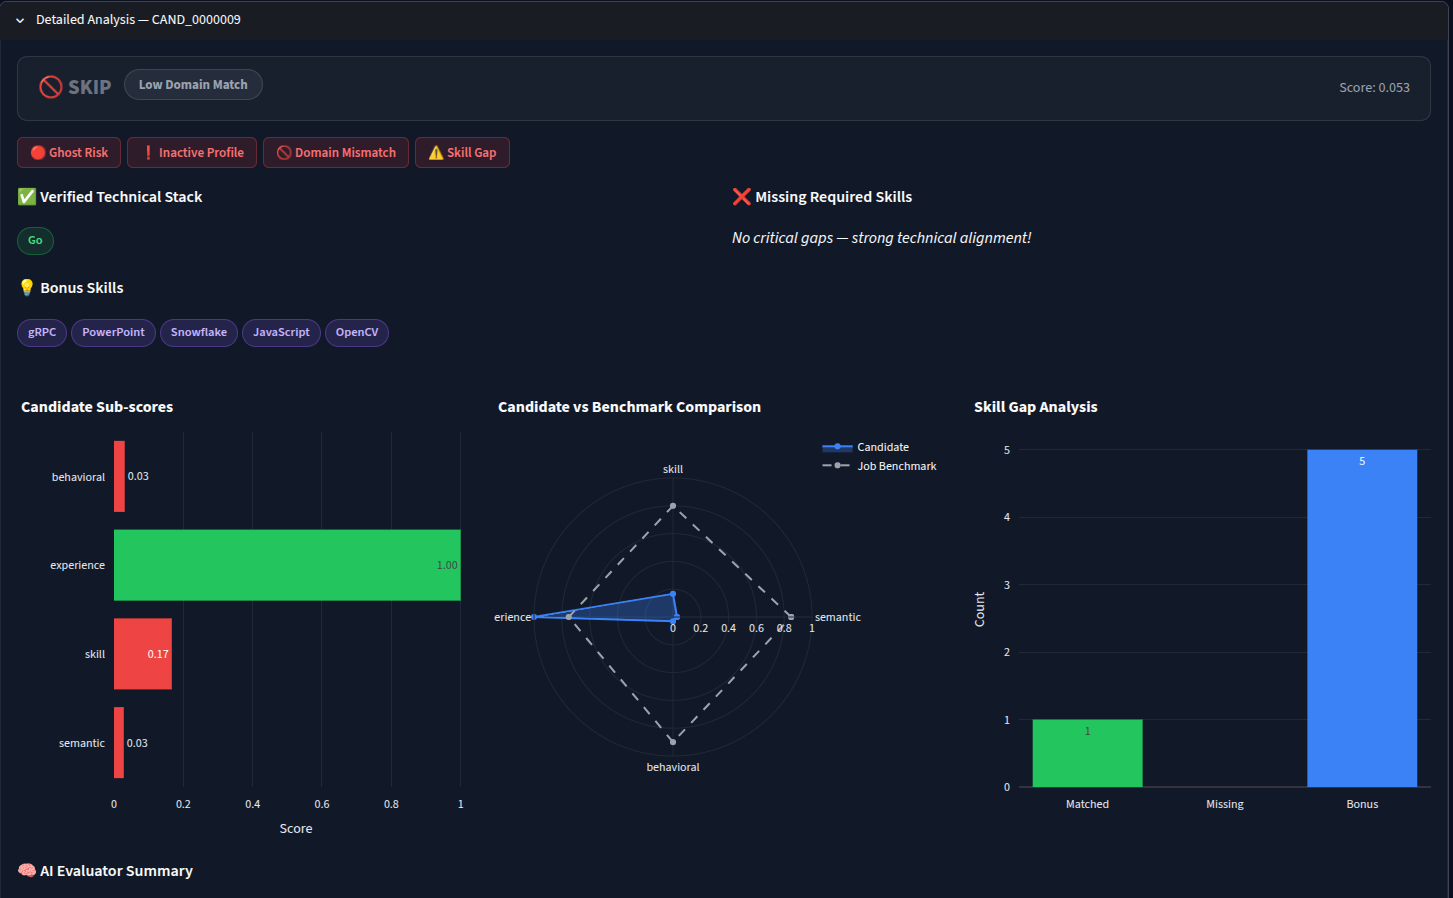 Detailed Analysis — CAND_0000009
🚫 SKIP
Low Domain Match
Score: 0.053
🔴 Ghost Risk
❗ Inactive Profile
🚫 Domain Mismatch
⚠️ Skill Gap
✅ Verified Technical Stack
Go
❌ Missing Required Skills
No critical gaps — strong technical alignment!
💡 Bonus Skills
gRPC
PowerPoint
Snowflake
JavaScript
OpenCV
Candidate Sub-scores
behavioral
0.03
experience
1.00
skill
0.17
semantic
0.03
0 0.2 0.4 0.6 0.8 1
Score
Candidate vs Benchmark Comparison
Candidate
Job Benchmark
skill
erience
semantic
0 0.2 0.4 0.6 0.8 1
behavioral
Skill Gap Analysis
5
4
3
2
1
0
Count
1
5
Matched
Missing
Bonus
🧠 AI Evaluator Summary